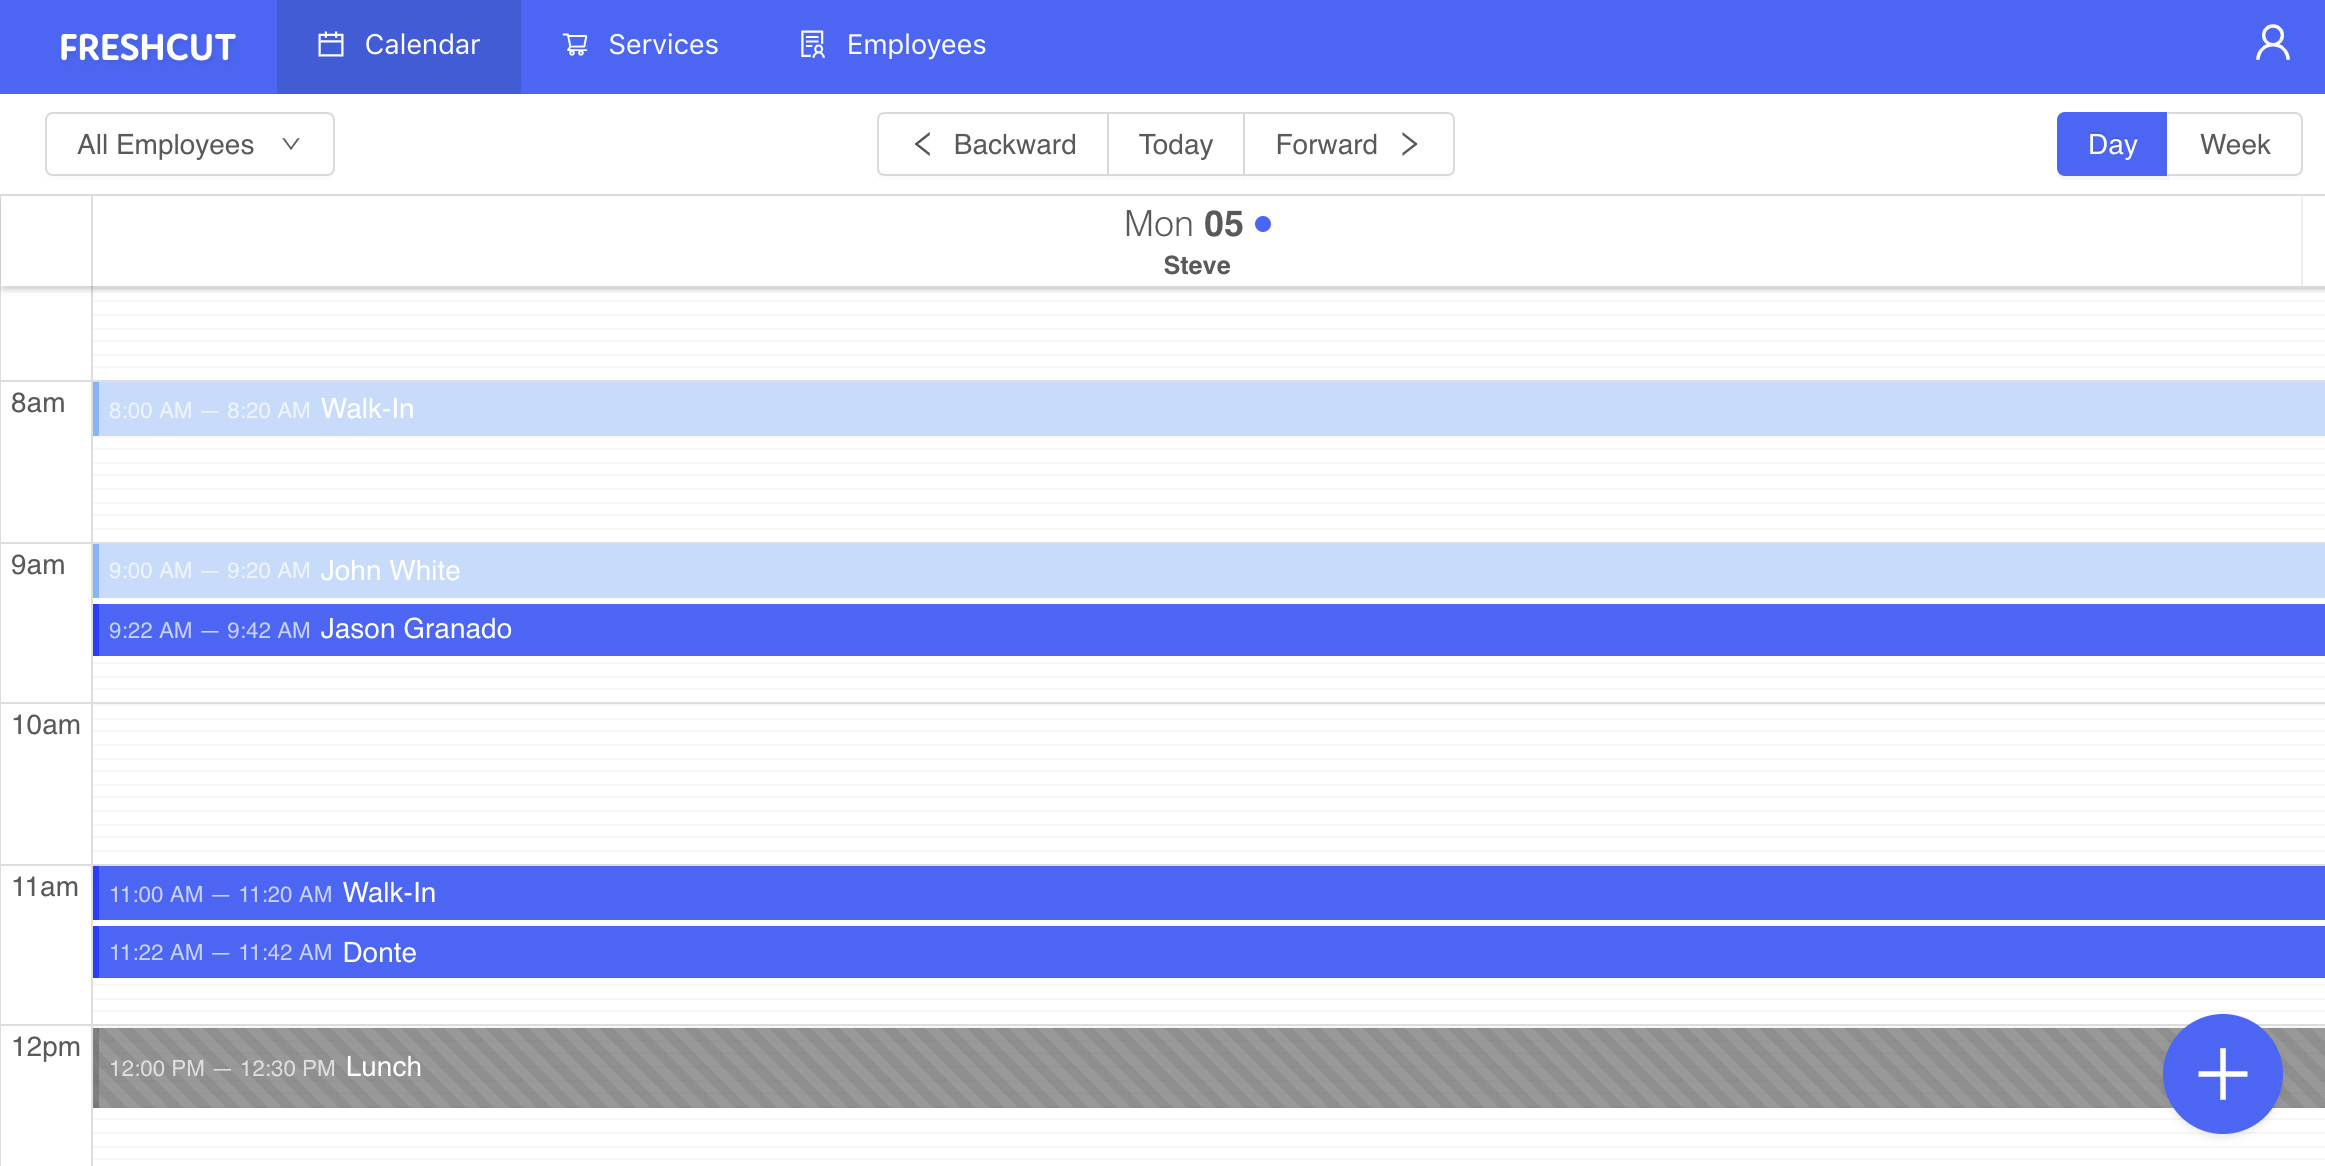 FRESHCUT
Calendar
Services
Employees
All Employees
Backward
Today
Forward
Day
Week
Mon 05
Steve
8am
8:00 AM — 8:20 AM Walk-In
9am
9:00 AM — 9:20 AM John White
9:22 AM — 9:42 AM Jason Granado
10am
11am
11:00 AM — 11:20 AM Walk-In
11:22 AM — 11:42 AM Donte
12pm
12:00 PM — 12:30 PM Lunch